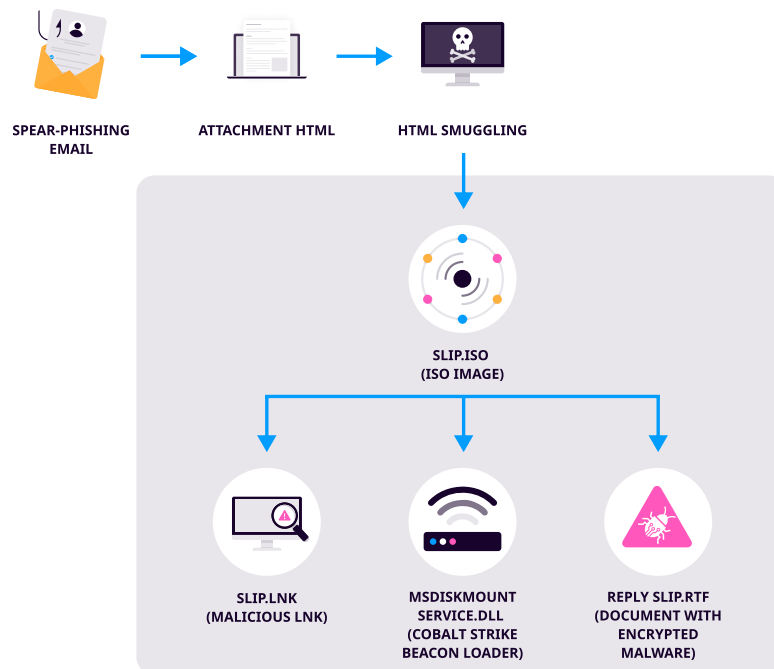 SPEAR-PHISHING
EMAIL
ATTACHMENT HTML
HTML SMUGGLING
SLIP.ISO
(ISO IMAGE)
SLIP.LNK
(MALICIOUS LNK)
MSDISKMOUNT
SERVICE.DLL
(COBALT STRIKE
BEACON LOADER)
REPLY SLIP.RTF
(DOCUMENT WITH
ENCRYPTED
MALWARE)